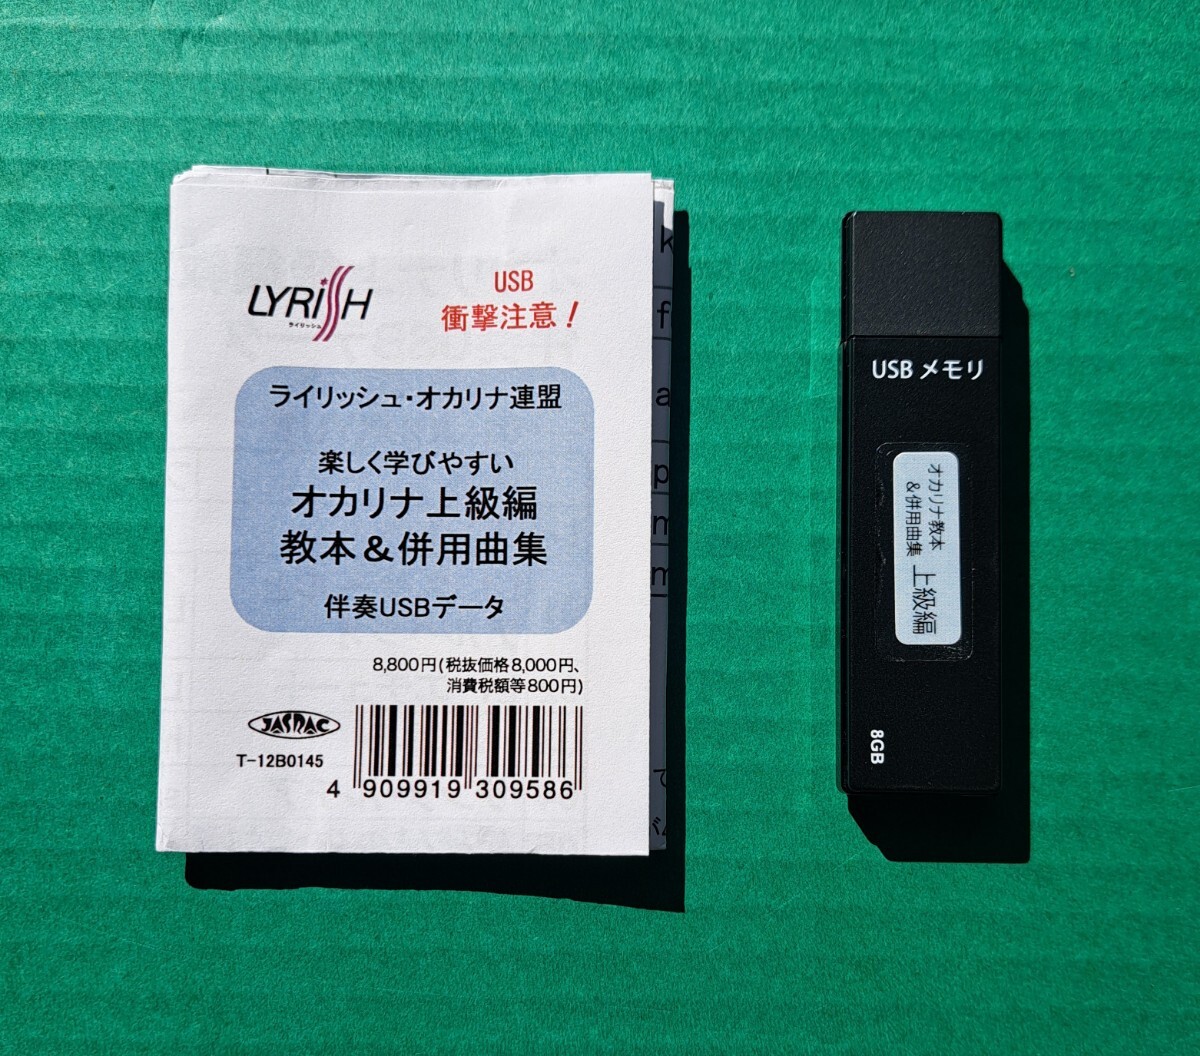 LYRiSH
ライリッシュ
USB
衝撃注意!
ライリッシュ・オカリナ連盟
楽しく学びやすい
オカリナ上級編
教本&併用曲集
伴奏USBデータ
8,800円(税抜価格8,000円、
消費税額等800円)
JASRAC
T-12B0145
4 909919 309586
k
f
a
p
m
m
USB メモリ
オカリナ教本
&併用曲集 上級編
8GB